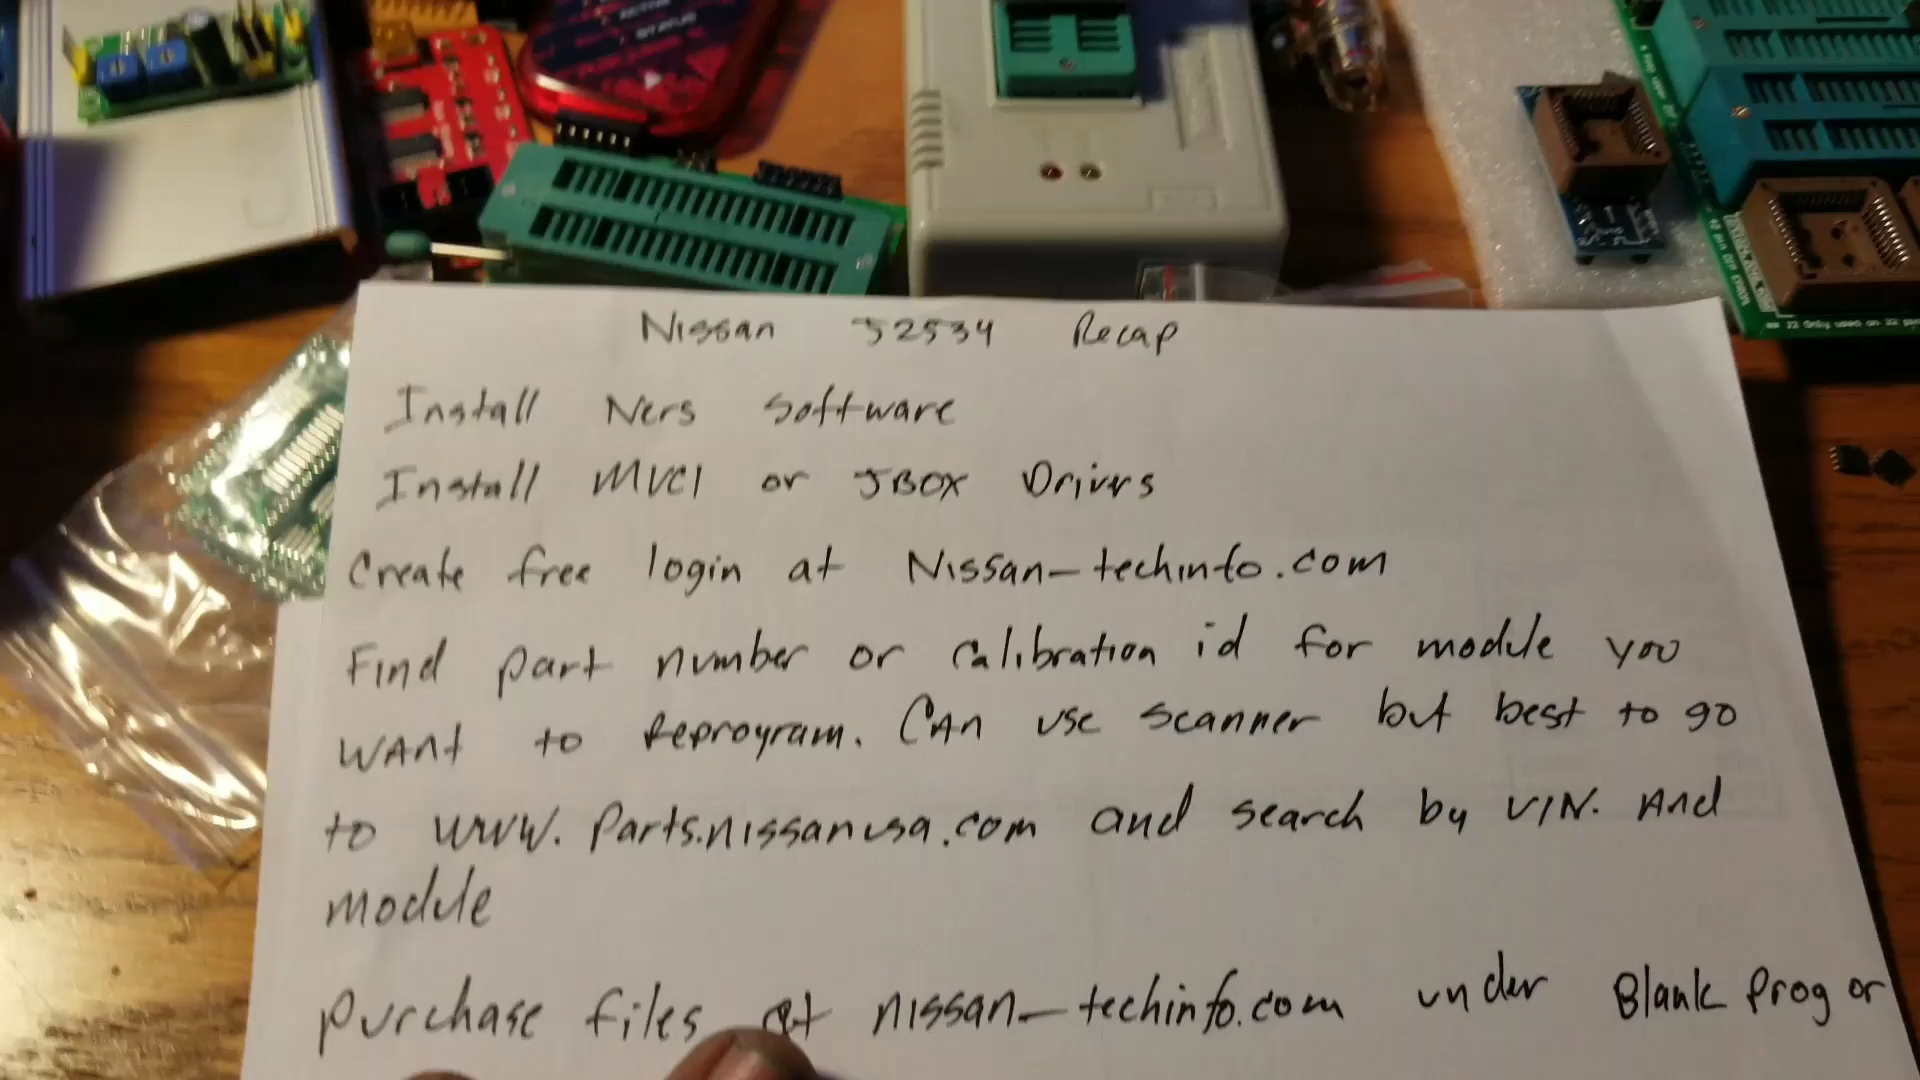 Nissan J2534 Recap
Install Ners Software
Install MVCI or JBOX Drivrs
Create free login at Nissan-techinfo.com
Find part number or Calibration id for module you
WANt to Reprogram. CAn use scanner but best to go
to www.Parts.nissanusa.com and search by VIN. And
module
purchase files at nissan-techinfo.com under Blank Prog or